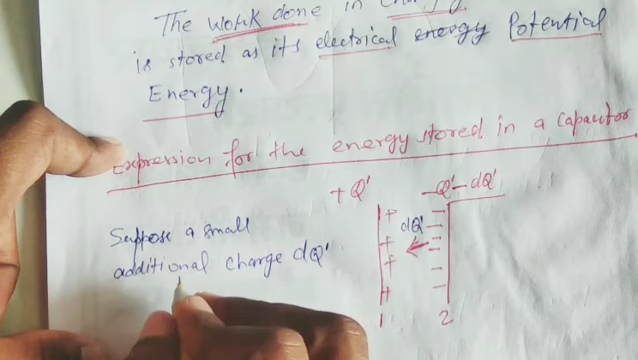 The work done in
is stored as its electrical energy Potential
Energy.
Expression for the energy stored in a Capacitor
+Q' -Q'-dQ'
Suppose a small
additional charge dQ'
dQ'
1 2